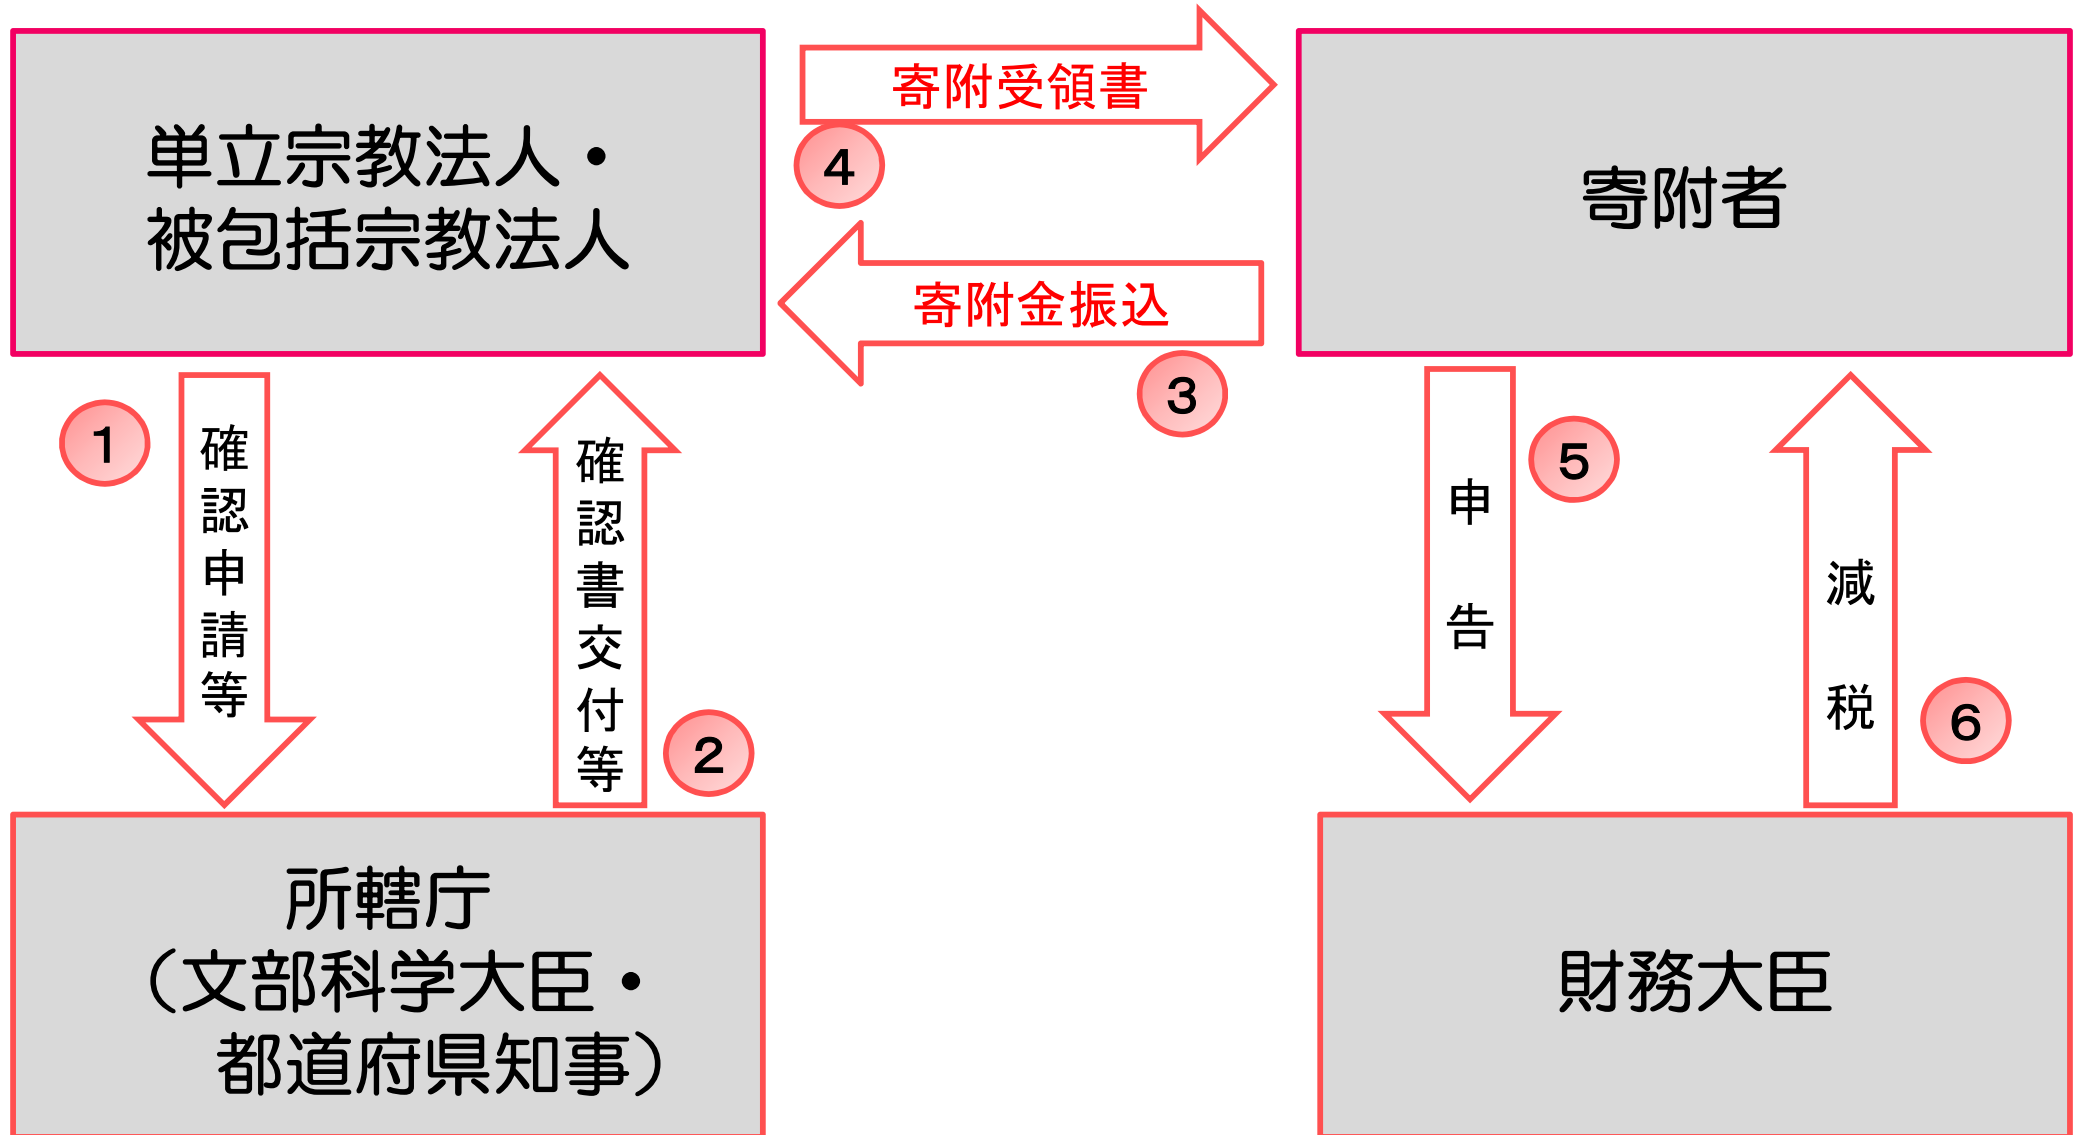 単立宗教法人・
被包括宗教法人
寄附受領書
4
寄附者
寄附金振込
3
1
確認申請等
確認書交付等
2
申告
5
減税
6
所轄庁
（文部科学大臣・
都道府県知事）
財務大臣